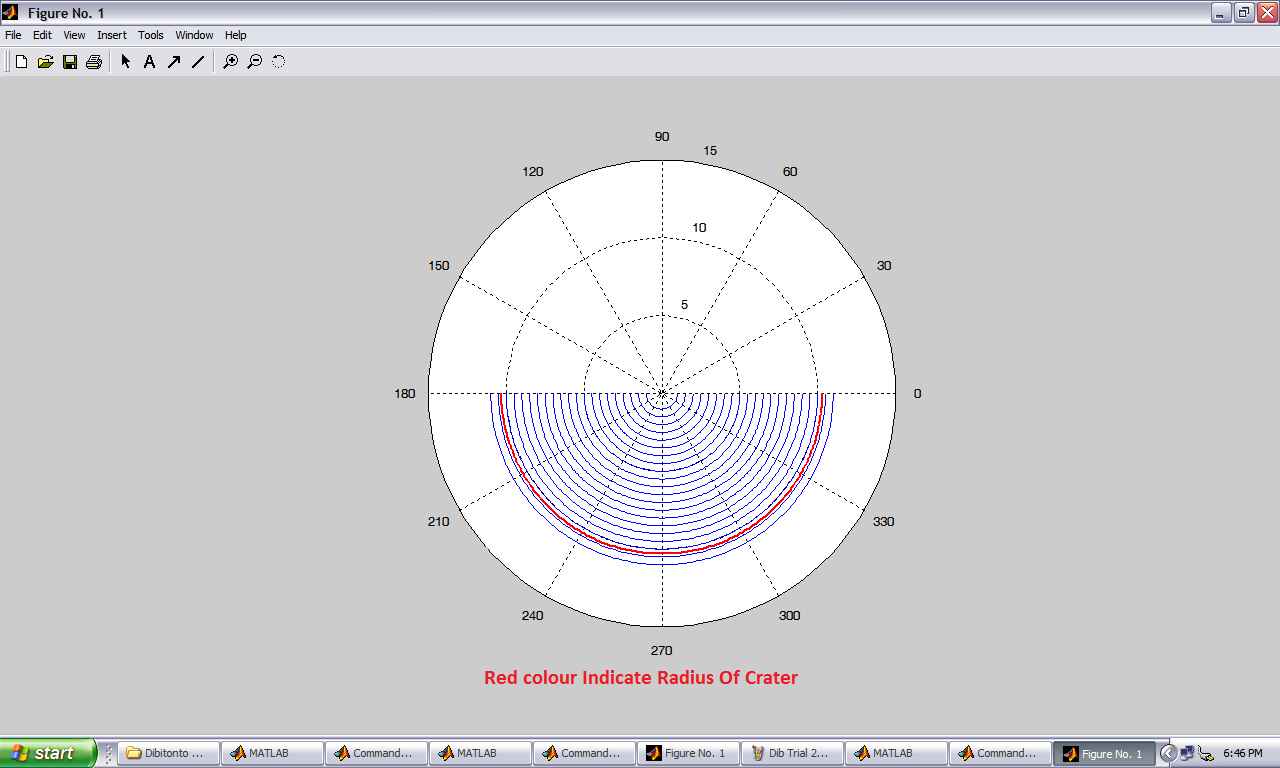 Figure No. 1
File Edit View Insert Tools Window Help
90
15
120
60
10
150
30
5
180
0
210
330
240
300
270
Red colour Indicate Radius Of Crater
start
Dibitonto ...
MATLAB
Command...
MATLAB
Command...
Figure No. 1
Dib Trial 2...
MATLAB
Command...
Figure No. 1
6:46 PM